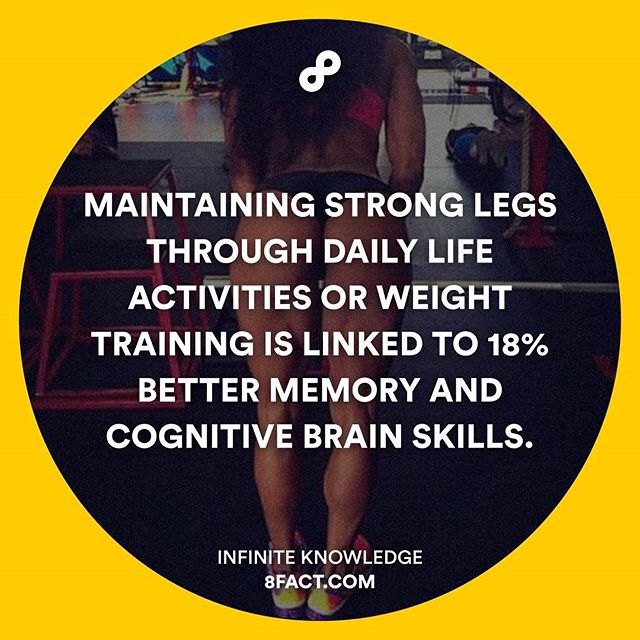 MAINTAINING STRONG LEGS
THROUGH DAILY LIFE
ACTIVITIES OR WEIGHT
TRAINING IS LINKED TO 18%
BETTER MEMORY AND
COGNITIVE BRAIN SKILLS.
INFINITE KNOWLEDGE
8FACT.COM